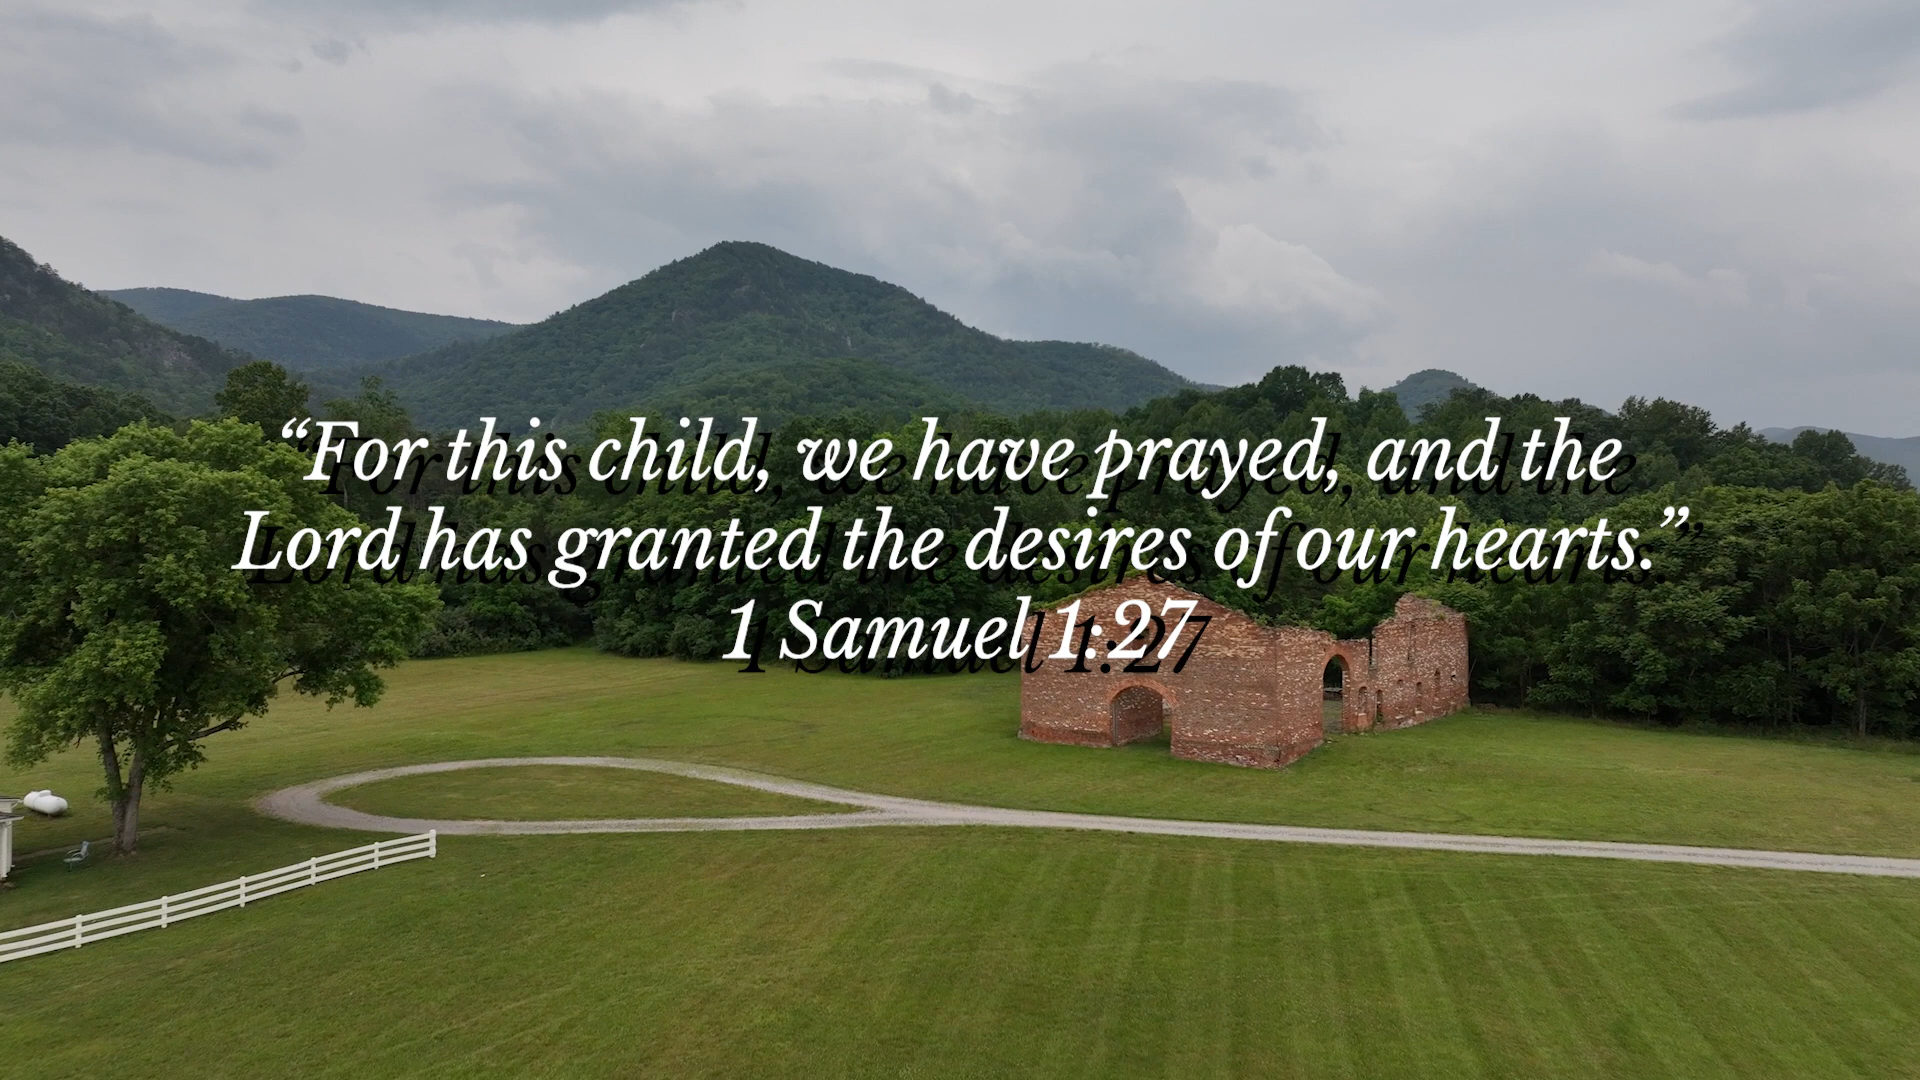 “For this child, we have prayed, and the
Lord has granted the desires of our hearts.”
1 Samuel 1:27